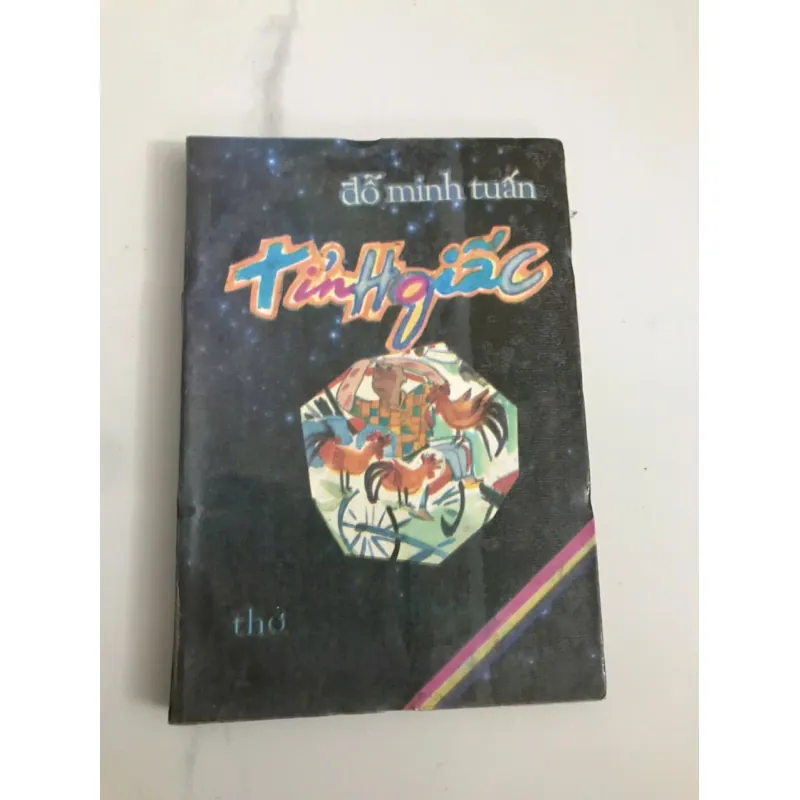 đỗ minh tuấn
tỉnH giấc
thơ